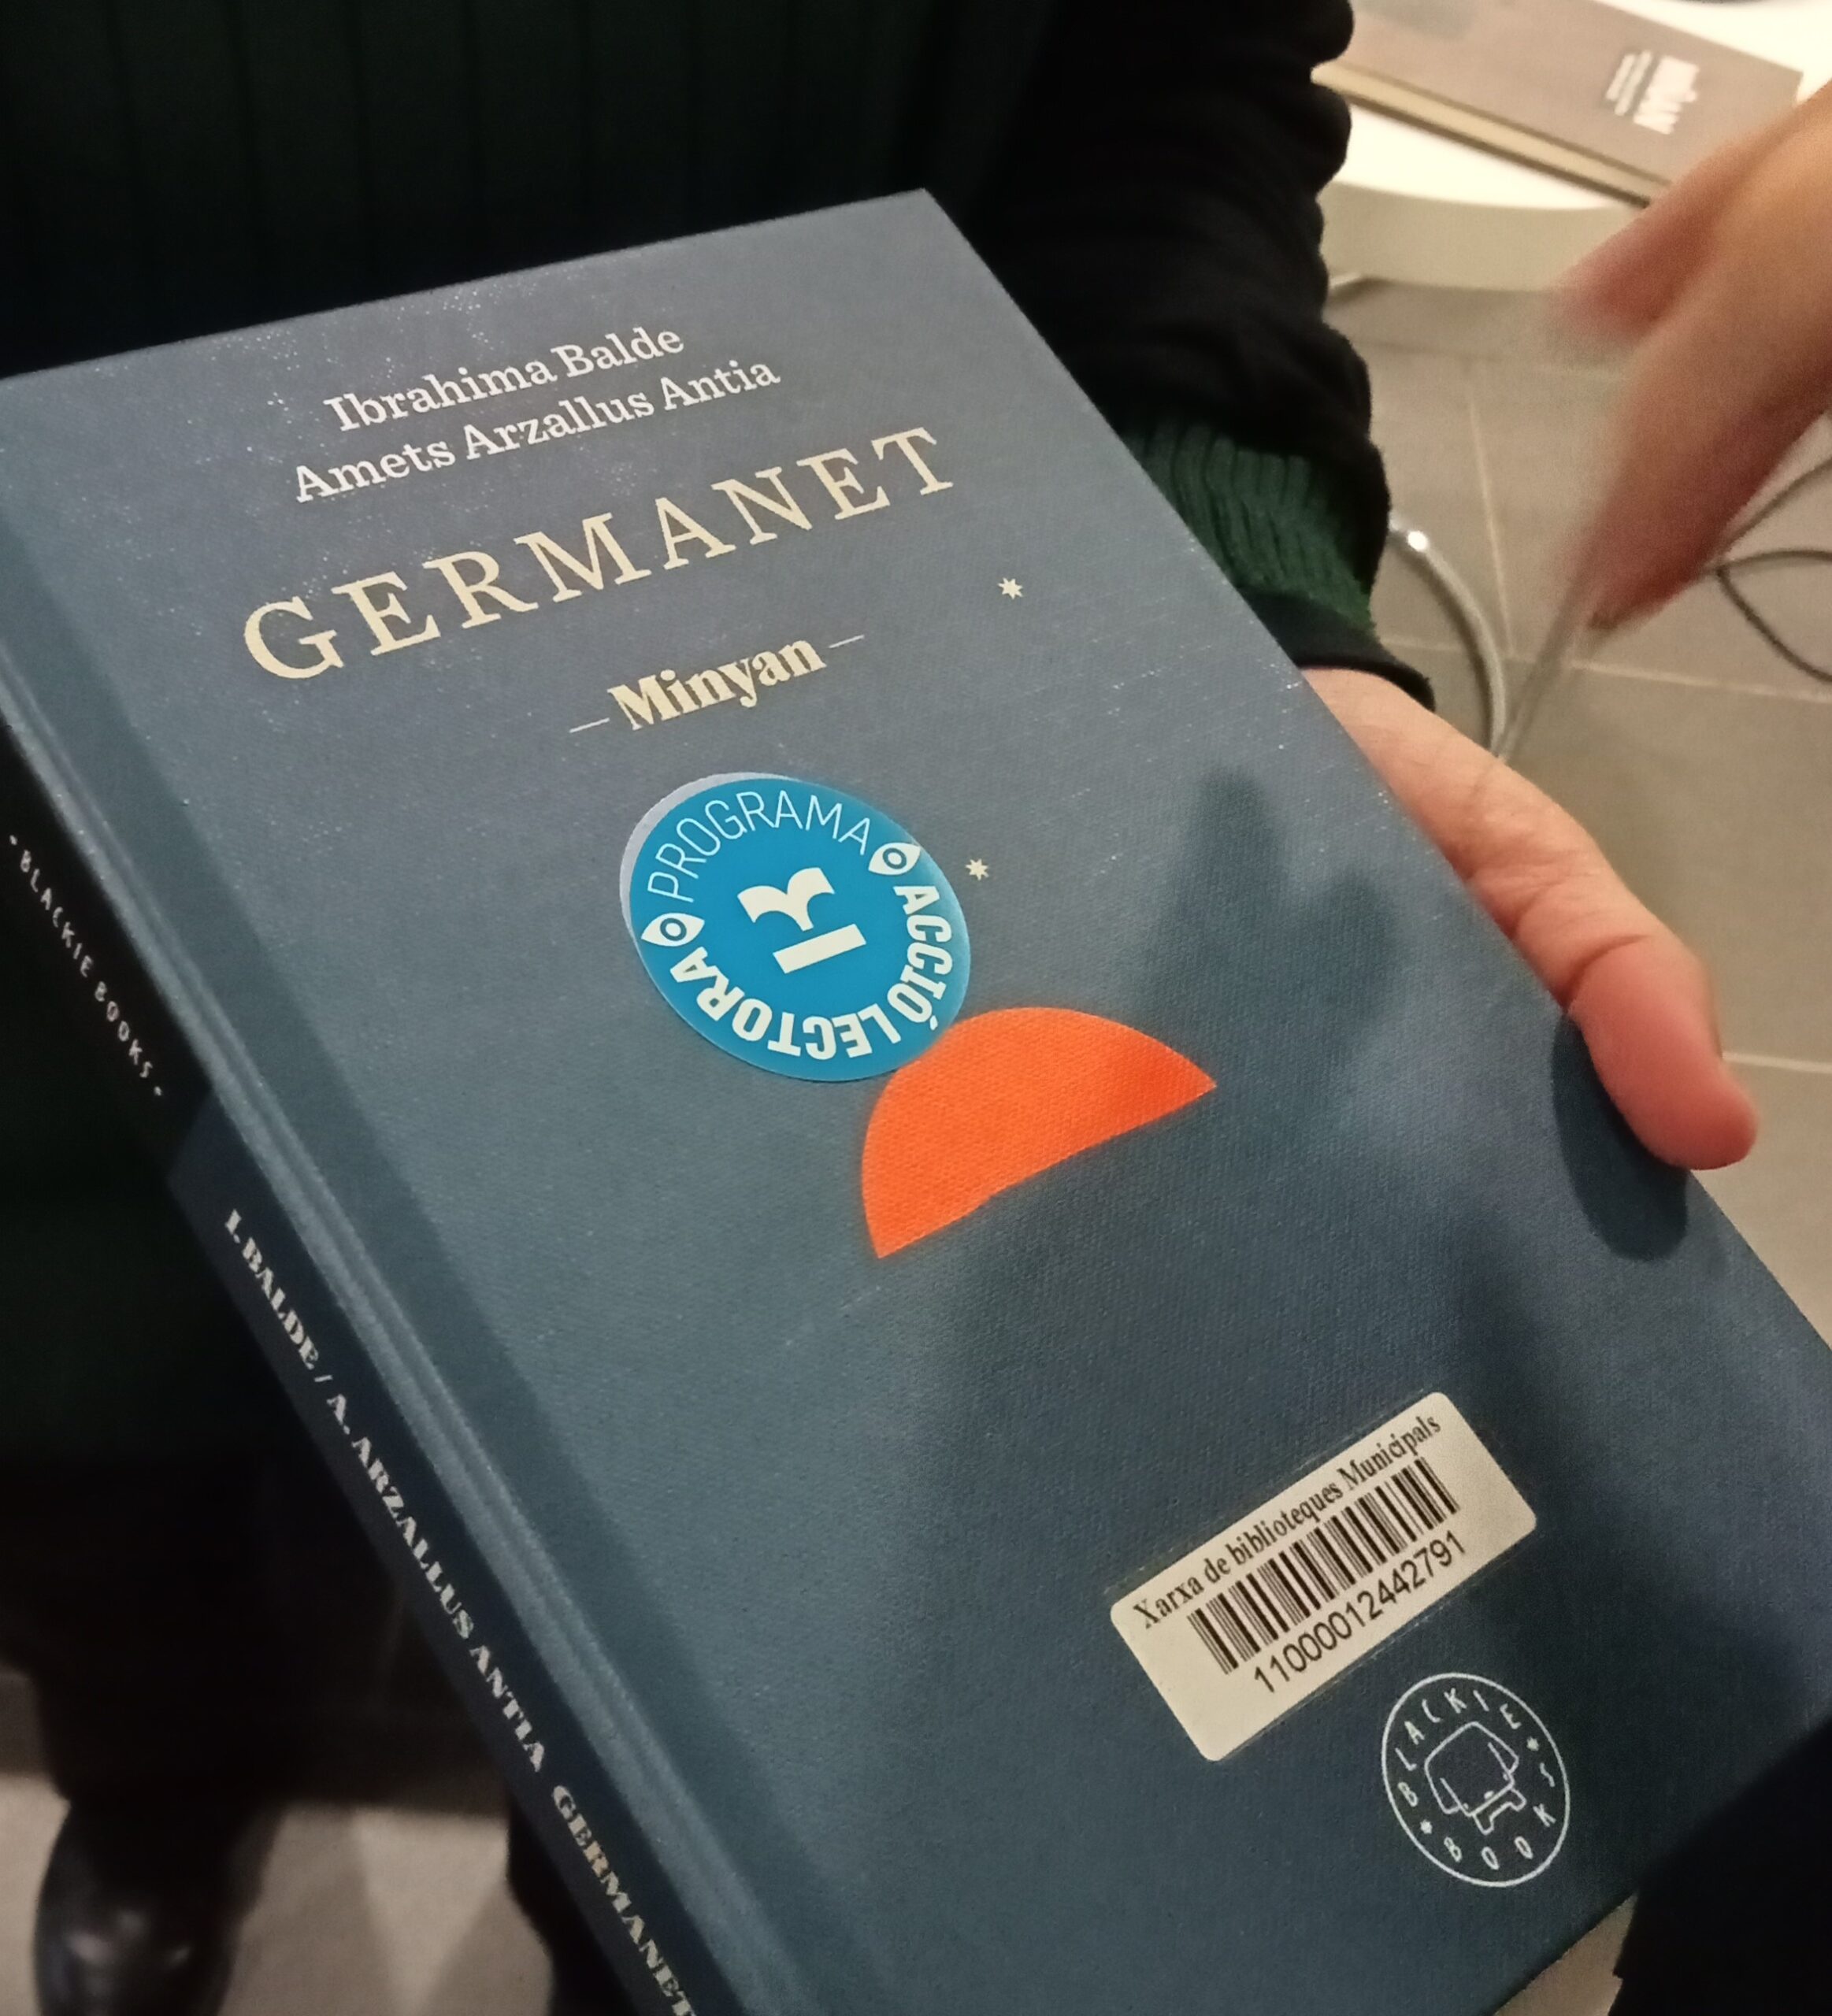 Ibrahima Balde
Amets Arzallus Antia
GERMANET
— Minyan —
PROGRAMA
ACCIÓ LECTORA
Xarxa de biblioteques Municipals
11000012442791
BLACKIE BOOKS
· BLACKIE BOOKS ·
I. BALDE / A. ARZALLUS ANTIA GERMANET